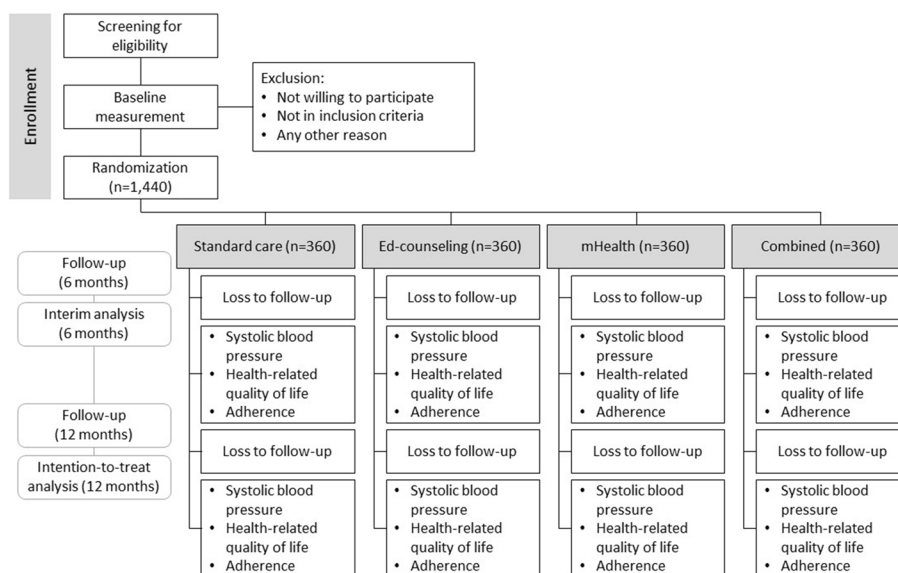 Enrollment
Screening for
eligibility
Baseline
measurement
Exclusion:
• Not willing to participate
• Not in inclusion criteria
• Any other reason
Randomization
(n=1,440)
Standard care (n=360)
Ed-counseling (n=360)
mHealth (n=360)
Combined (n=360)
Follow-up
(6 months)
Interim analysis
(6 months)
Follow-up
(12 months)
Intention-to-treat
analysis (12 months)
Loss to follow-up
• Systolic blood
pressure
• Health-related
quality of life
• Adherence
Loss to follow-up
• Systolic blood
pressure
• Health-related
quality of life
• Adherence
Loss to follow-up
• Systolic blood
pressure
• Health-related
quality of life
• Adherence
Loss to follow-up
• Systolic blood
pressure
• Health-related
quality of life
• Adherence
Loss to follow-up
• Systolic blood
pressure
• Health-related
quality of life
• Adherence
Loss to follow-up
• Systolic blood
pressure
• Health-related
quality of life
• Adherence
Loss to follow-up
• Systolic blood
pressure
• Health-related
quality of life
• Adherence
Loss to follow-up
• Systolic blood
pressure
• Health-related
quality of life
• Adherence